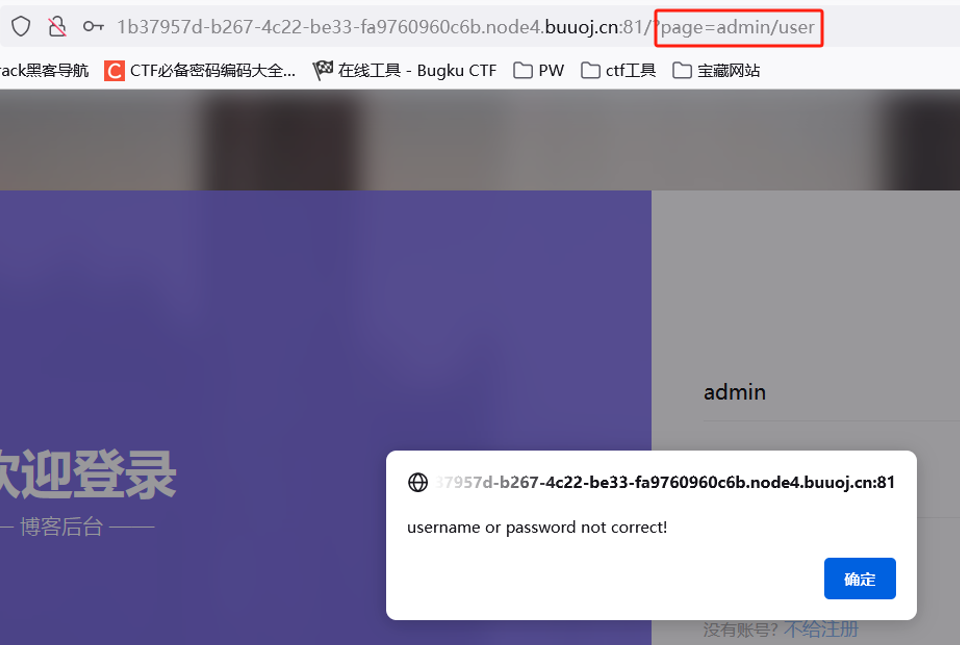 1b37957d-b267-4c22-be33-fa9760960c6b.node4.buuoj.cn:81/?page=admin/user
rack黑客导航 CTF必备密码编码大全... 在线工具 - Bugku CTF PW ctf工具 宝藏网站
admin
欢迎登录
博客后台
37957d-b267-4c22-be33-fa9760960c6b.node4.buuoj.cn:81
username or password not correct!
确定
没有账号? 不给注册